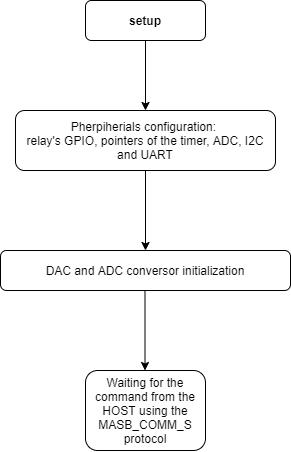 setup
Pherpiherials configuration:
relay's GPIO, pointers of the timer, ADC, I2C
and UART
DAC and ADC conversor initialization
Waiting for the
command from the
HOST using the
MASB_COMM_S
protocol